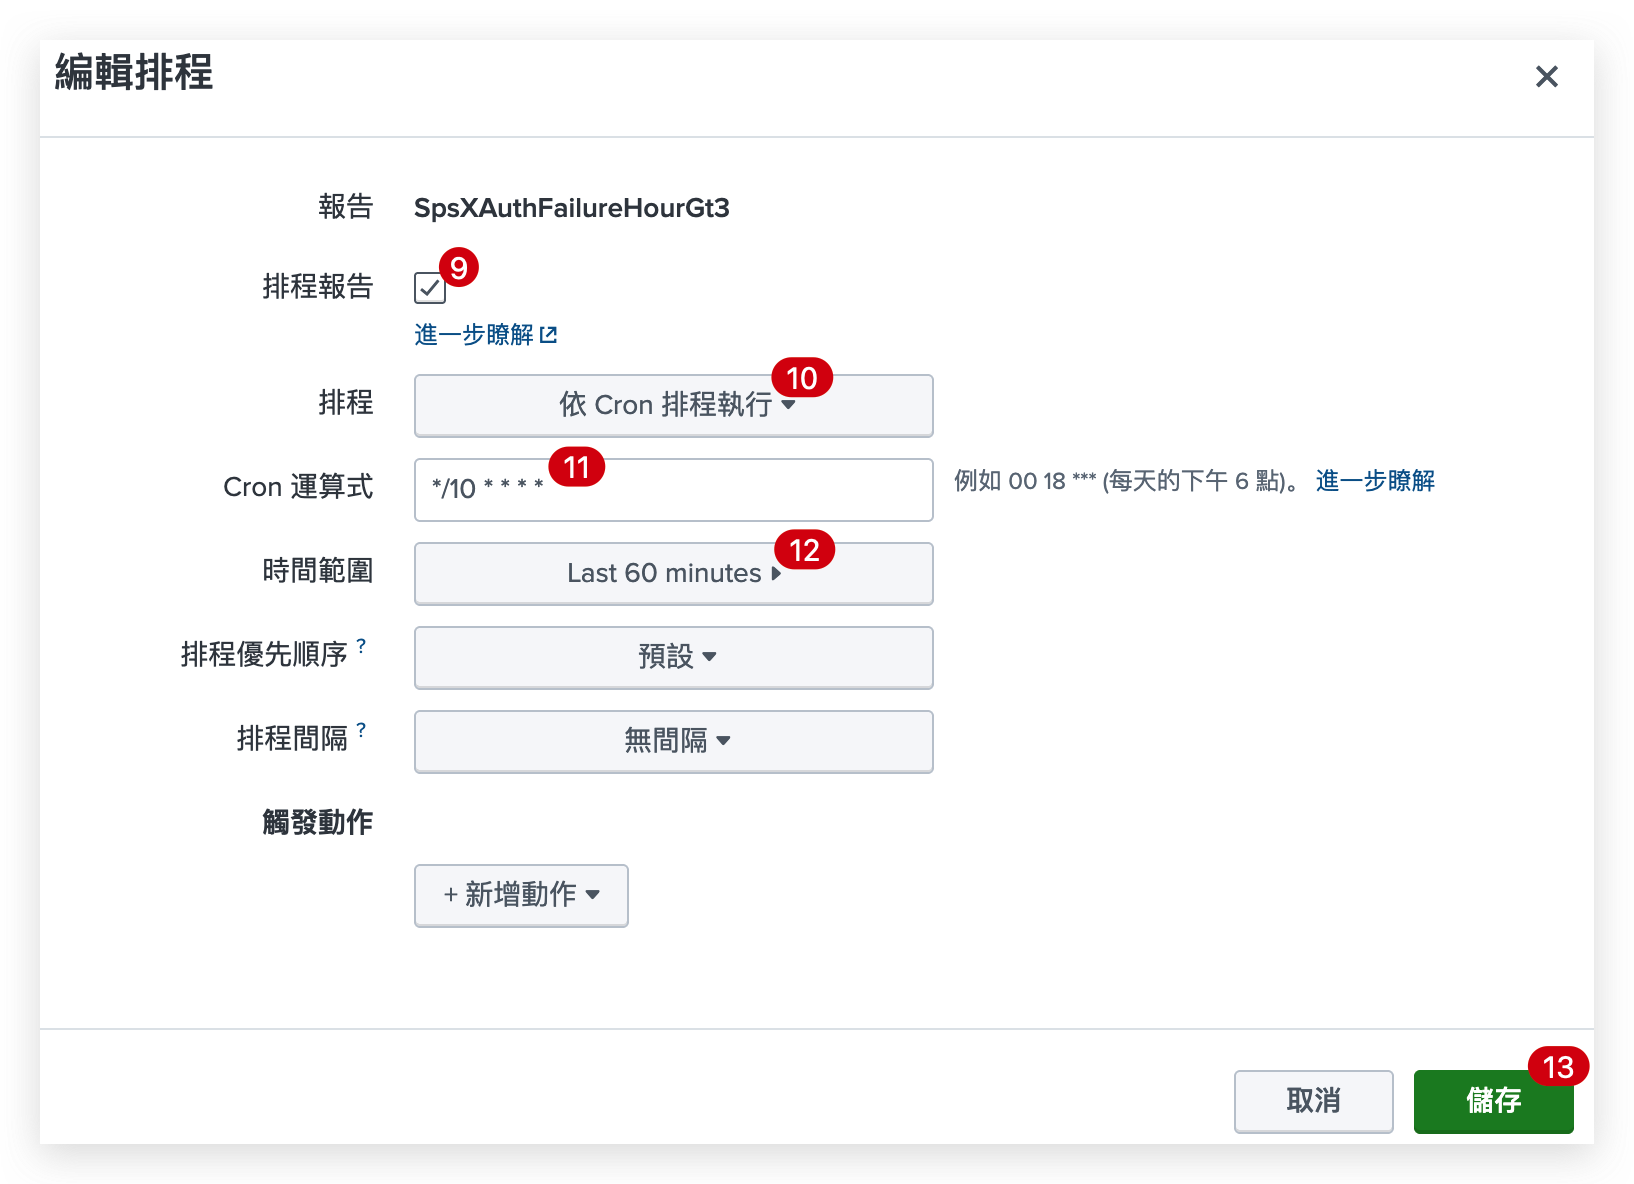 編輯排程
報告 SpsXAuthFailureHourGt3
排程報告 9
進一步瞭解
排程 依 Cron 排程執行 10
Cron 運算式 */10 * * * * 11 例如 00 18 *** (每天的下午 6 點)。 進一步瞭解
時間範圍 Last 60 minutes 12
排程優先順序 ? 預設
排程間隔 ? 無間隔
觸發動作
+ 新增動作
取消 儲存 13